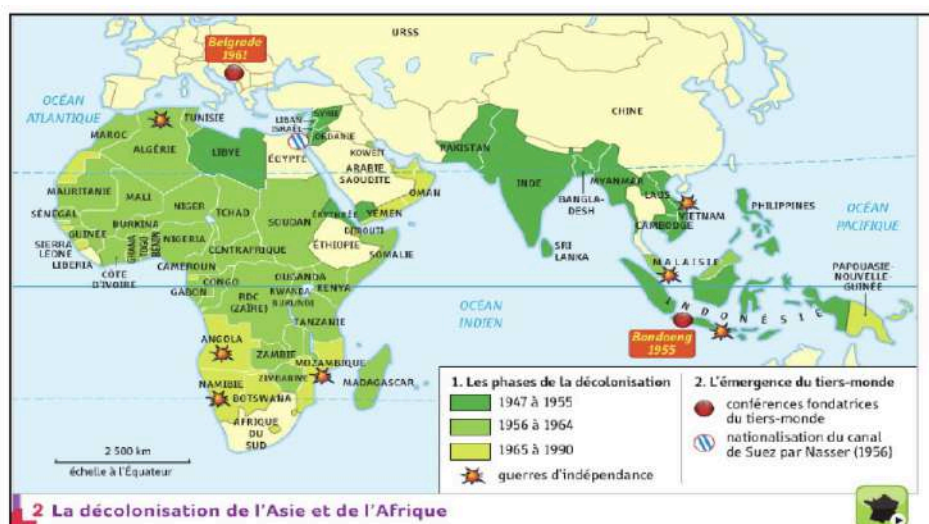 Belgrade
1961
URSS
OCÉAN
ATLANTIQUE
TUNISIE
LIBAN
SYRIE
ISRAËL
JORDANIE
CHINE
MAROC
ALGÉRIE
LIBYE
ÉGYPTE
KOWEÏT
ARABIE
SAOUDITE
PAKISTAN
OMAN
INDE
MYANMAR
LAOS
BANGLA-
DESH
VIETNAM
CAMBODGE
PHILIPPINES
OCÉAN
PACIFIQUE
MAURITANIE
MALI
NIGER
TCHAD
SOUDAN
ÉRYTHRÉE
YEMEN
DJIBOUTI
SÉNÉGAL
GUINÉE
BURKINA
GHANA
TOGO
BÉNIN
NIGERIA
CENTRAFRIQUE
ÉTHIOPIE
SOMALIE
SIERRA
LEONE
LIBERIA
CÔTE
D'IVOIRE
CAMEROUN
SRI
LANKA
MALAISIE
PAPOUASIE-
NOUVELLE-
GUINÉE
GABON
CONGO
OUGANDA
KENYA
RDC
(ZAÏRE)
RWANDA
BURUNDI
TANZANIE
OCÉAN
INDIEN
INDONÉSIE
Bandoeng
1955
ANGOLA
ZAMBIE
MOZAMBIQUE
MADAGASCAR
NAMIBIE
ZIMBABWE
BOTSWANA
AFRIQUE
DU SUD
2 500 km
échelle à l'Équateur
1. Les phases de la décolonisation
1947 à 1955
1956 à 1964
1965 à 1990
guerres d'indépendance
2. L'émergence du tiers-monde
conférences fondatrices
du tiers-monde
nationalisation du canal
de Suez par Nasser (1956)
2 La décolonisation de l'Asie et de l'Afrique